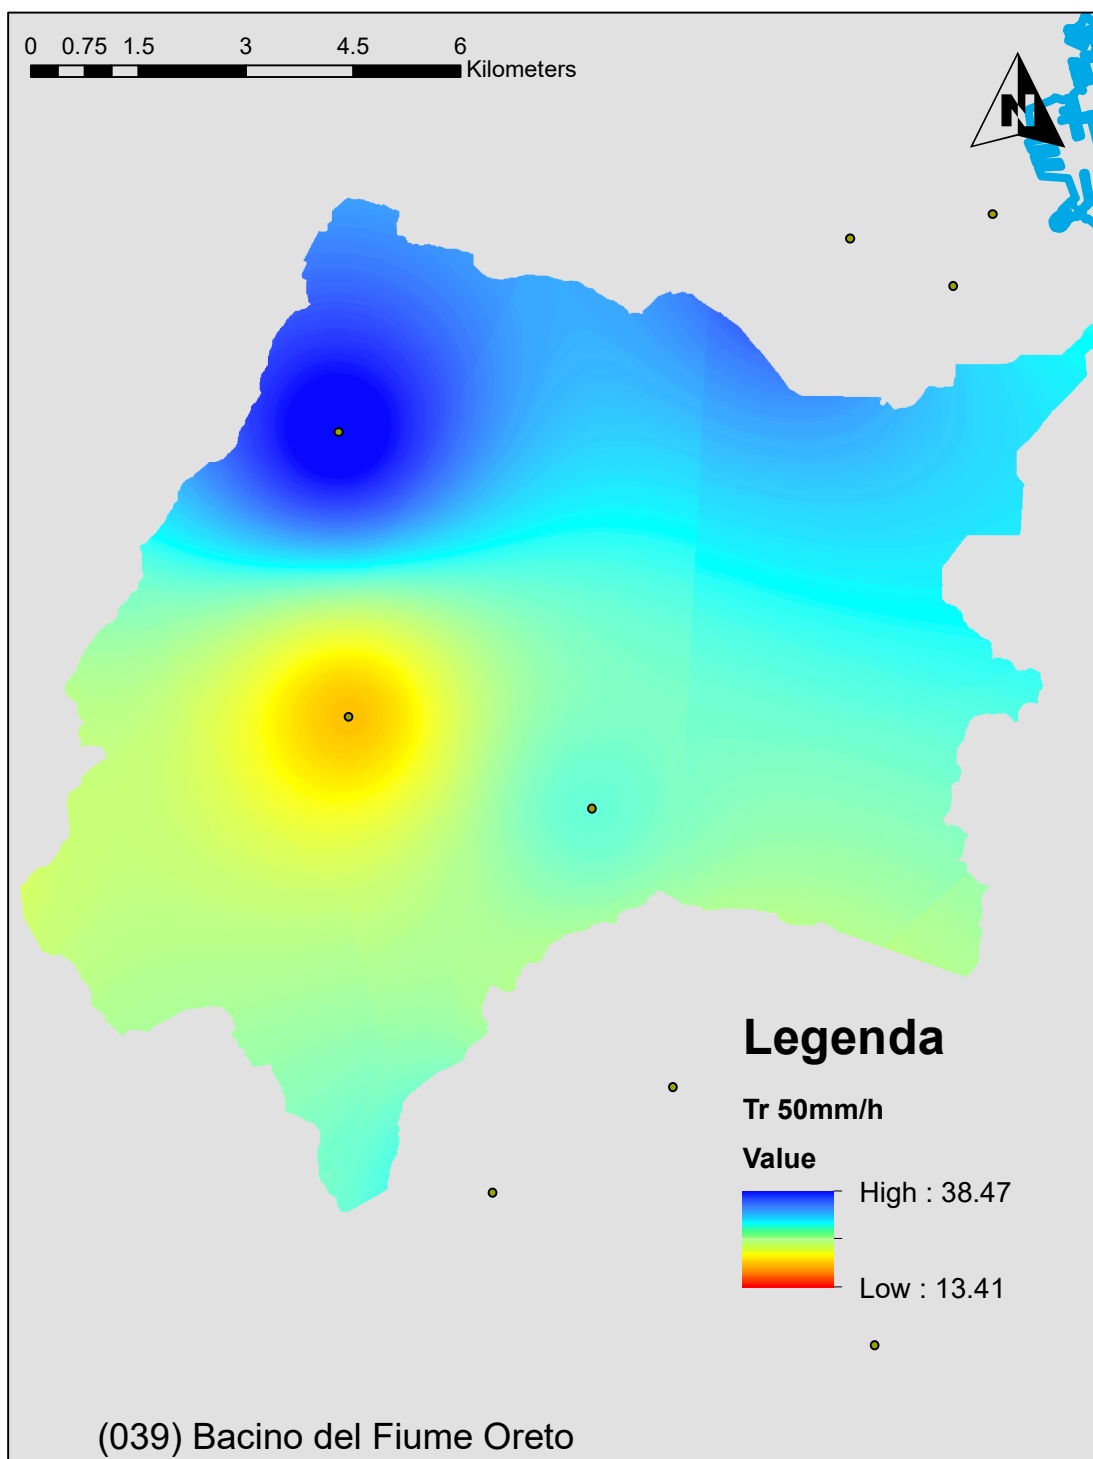 0 0.75 1.5 3 4.5 6
Kilometers
N
Legenda
Tr 50mm/h
Value
High : 38.47
Low : 13.41
(039) Bacino del Fiume Oreto